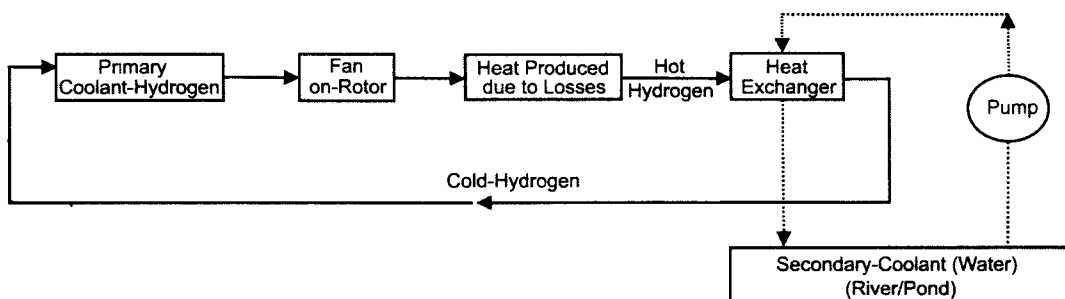 Primary
Coolant-Hydrogen
Fan
on-Rotor
Heat Produced
due to Losses
Hot
Hydrogen
Heat
Exchanger
Pump
Cold-Hydrogen
Secondary-Coolant (Water)
(River/Pond)